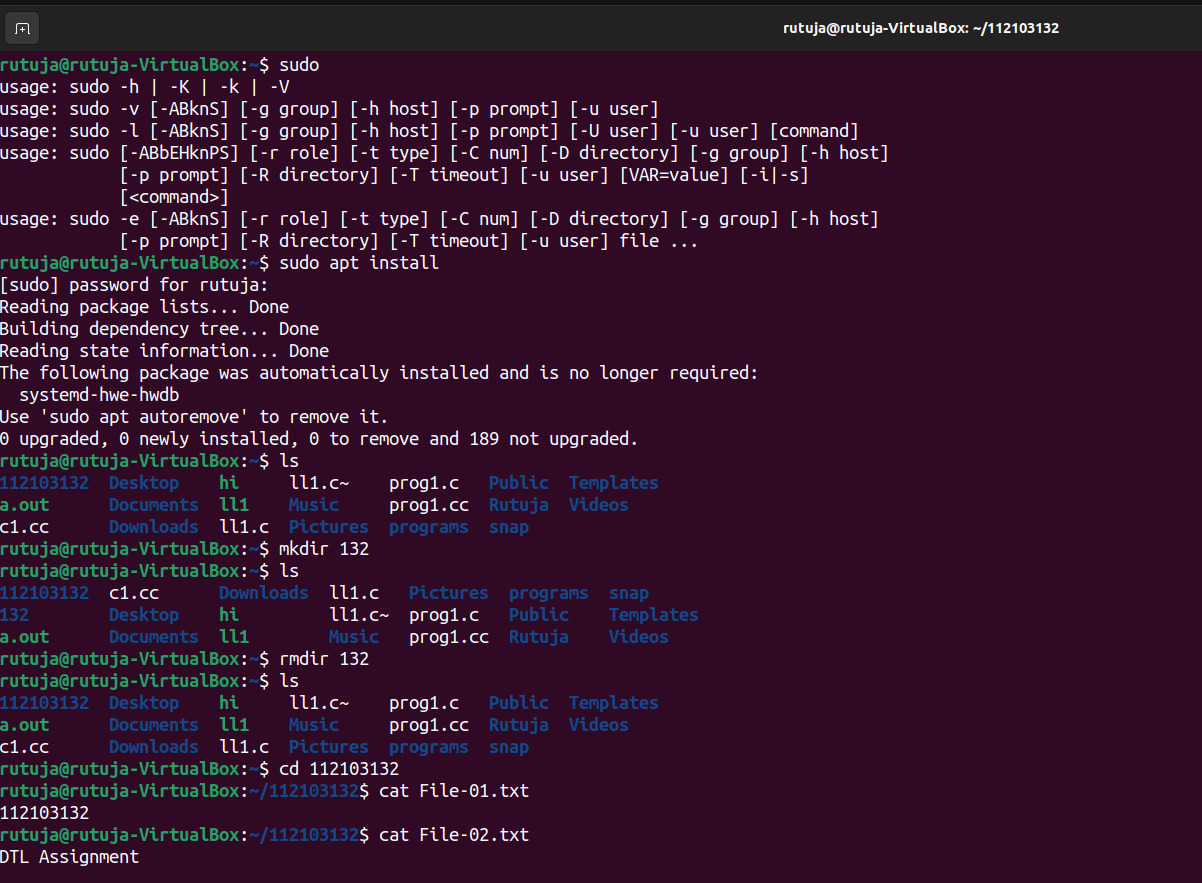 rutuja@rutuja-VirtualBox: ~/112103132
rutuja@rutuja-VirtualBox:~$ sudo
usage: sudo -h | -K | -k | -V
usage: sudo -v [-ABknS] [-g group] [-h host] [-p prompt] [-u user]
usage: sudo -l [-ABknS] [-g group] [-h host] [-p prompt] [-U user] [-u user] [command]
usage: sudo [-ABbEHknPS] [-r role] [-t type] [-C num] [-D directory] [-g group] [-h host]
            [-p prompt] [-R directory] [-T timeout] [-u user] [VAR=value] [-i|-s]
            [<command>]
usage: sudo -e [-ABknS] [-r role] [-t type] [-C num] [-D directory] [-g group] [-h host]
            [-p prompt] [-R directory] [-T timeout] [-u user] file ...
rutuja@rutuja-VirtualBox:~$ sudo apt install
[sudo] password for rutuja:
Reading package lists... Done
Building dependency tree... Done
Reading state information... Done
The following package was automatically installed and is no longer required:
  systemd-hwe-hwdb
Use 'sudo apt autoremove' to remove it.
0 upgraded, 0 newly installed, 0 to remove and 189 not upgraded.
rutuja@rutuja-VirtualBox:~$ ls
112103132  Desktop    hi     ll1.c~    prog1.c   Public  Templates
a.out      Documents  ll1    Music     prog1.cc  Rutuja  Videos
c1.cc      Downloads  ll1.c  Pictures  programs  snap
rutuja@rutuja-VirtualBox:~$ mkdir 132
rutuja@rutuja-VirtualBox:~$ ls
112103132  c1.cc      Downloads  ll1.c   Pictures  programs  snap
132        Desktop    hi         ll1.c~  prog1.c   Public    Templates
a.out      Documents  ll1        Music   prog1.cc  Rutuja    Videos
rutuja@rutuja-VirtualBox:~$ rmdir 132
rutuja@rutuja-VirtualBox:~$ ls
112103132  Desktop    hi     ll1.c~    prog1.c   Public  Templates
a.out      Documents  ll1    Music     prog1.cc  Rutuja  Videos
c1.cc      Downloads  ll1.c  Pictures  programs  snap
rutuja@rutuja-VirtualBox:~$ cd 112103132
rutuja@rutuja-VirtualBox:~/112103132$ cat File-01.txt
112103132
rutuja@rutuja-VirtualBox:~/112103132$ cat File-02.txt
DTL Assignment